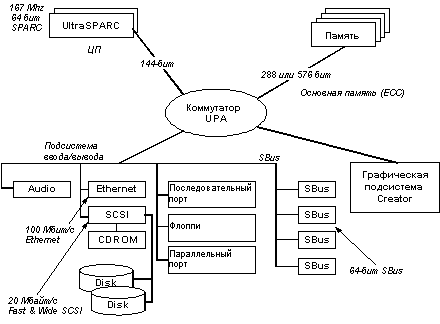 167 Mhz
64 бит
SPARC
UltraSPARC
ЦП
144-бит
Память
288 или 576 бит
Основная память (ECC)
Коммутатор
UPA
Подсистема
ввода/вывода
SBus
Audio
Ethernet
Последовательный
порт
SBus
Графическая
подсистема
Creator
SCSI
Флоппи
SBus
100 Мбит/с
Ethernet
CDROM
Параллельный
порт
SBus
SBus
64-бит SBus
Disk
Disk
20 Мбайт/с
Fast & Wide SCSI